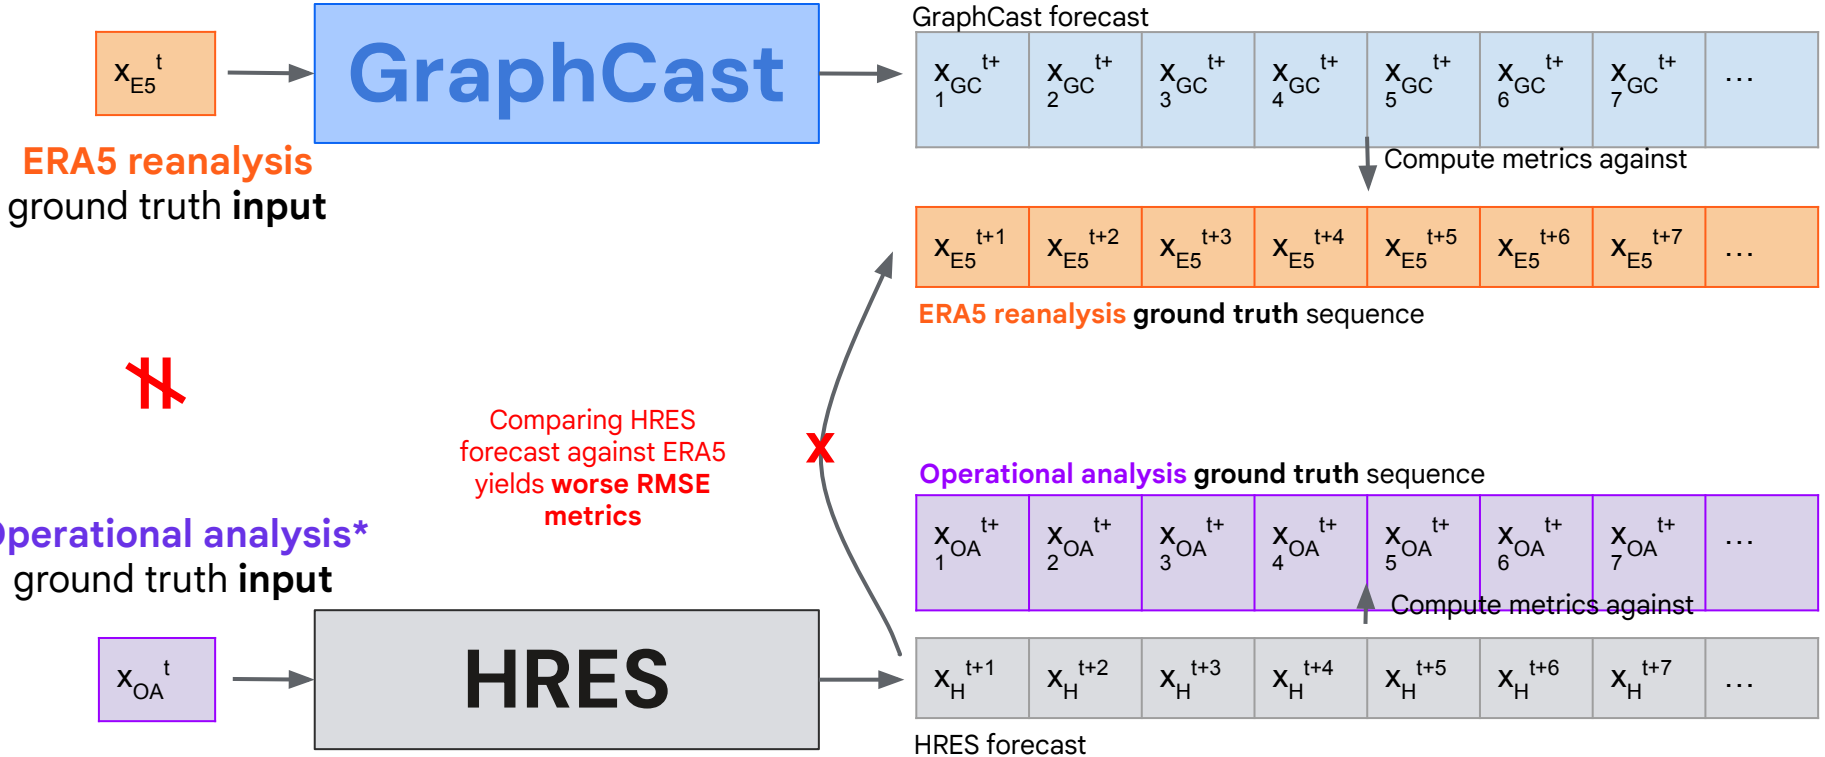 GraphCast forecast
x_E5^t
GraphCast
x_GC^t+1 x_GC^t+2 x_GC^t+3 x_GC^t+4 x_GC^t+5 x_GC^t+6 x_GC^t+7 ...
ERA5 reanalysis
ground truth input
Compute metrics against
x_E5^t+1 x_E5^t+2 x_E5^t+3 x_E5^t+4 x_E5^t+5 x_E5^t+6 x_E5^t+7 ...
ERA5 reanalysis ground truth sequence
Comparing HRES
forecast against ERA5
yields worse RMSE
metrics
x
Operational analysis ground truth sequence
x_OA^t+1 x_OA^t+2 x_OA^t+3 x_OA^t+4 x_OA^t+5 x_OA^t+6 x_OA^t+7 ...
Operational analysis*
ground truth input
Compute metrics against
x_OA^t
HRES
x_H^t+1 x_H^t+2 x_H^t+3 x_H^t+4 x_H^t+5 x_H^t+6 x_H^t+7 ...
HRES forecast